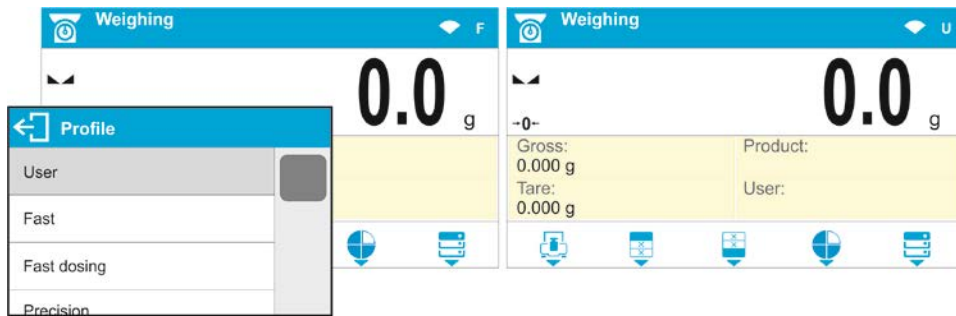 Weighing
F
0.0 g
Profile
User
Fast
Fast dosing
Precision
Weighing
U
→0←
0.0 g
Gross:
0.000 g
Product:
Tare:
0.000 g
User: